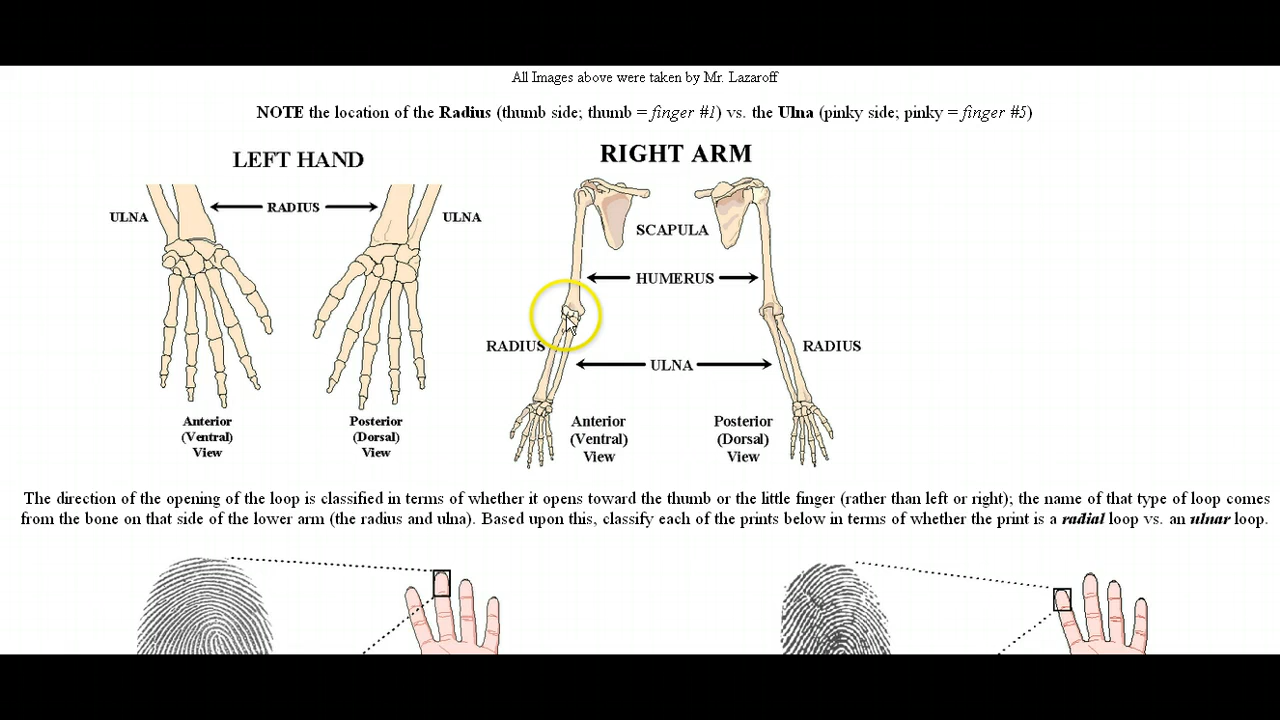 All Images above were taken by Mr. Lazaroff
NOTE the location of the Radius (thumb side; thumb = finger #1) vs. the Ulna (pinky side; pinky = finger #5)
LEFT HAND
ULNA
RADIUS
ULNA
Anterior
(Ventral)
View
Posterior
(Dorsal)
View
RIGHT ARM
SCAPULA
HUMERUS
RADIUS
RADIUS
ULNA
Anterior
(Ventral)
View
Posterior
(Dorsal)
View
The direction of the opening of the loop is classified in terms of whether it opens toward the thumb or the little finger (rather than left or right); the name of that type of loop comes
from the bone on that side of the lower arm (the radius and ulna). Based upon this, classify each of the prints below in terms of whether the print is a radial loop vs. an ulnar loop.